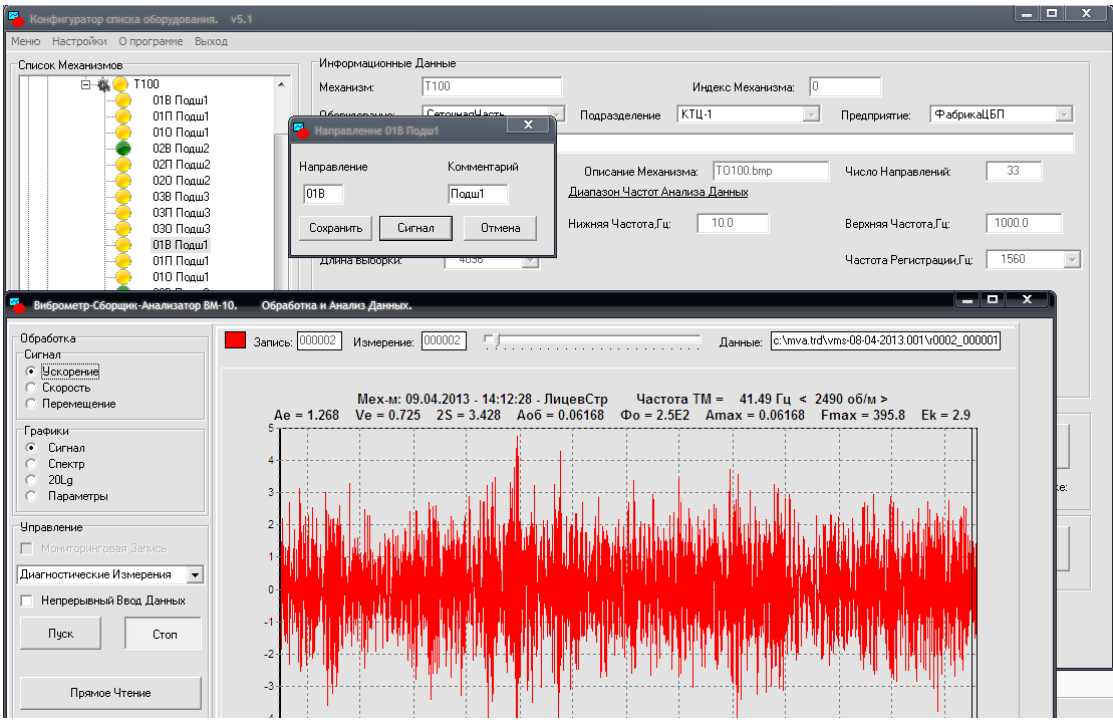 Конфигуратор списка оборудования. v5.1
Меню Настройки О программе Выход
Список Механизмов
Т100
01В Подш1
01П Подш1
01О Подш1
02В Подш2
02П Подш2
02О Подш2
03В Подш3
03П Подш3
03О Подш3
01В Подш1
01П Подш1
01О Подш1
Информационные Данные
Механизм: Т100 Индекс Механизма: 0
Оборудование: СеточнаяЧасть Подразделение КТЦ-1 Предприятие: ФабрикаЦБП
Описание Механизма: ТО100.bmp Число Направлений: 33
Диапазон Частот Анализа Данных
Нижняя Частота,Гц: 10.0 Верхняя Частота,Гц: 1000.0
Длина выборки: 4096 Частота Регистрации,Гц: 1560
Направление 01В Подш1
Направление Комментарий
01В Подш1
Сохранить Сигнал Отмена
ке:
Виброметр-Сборщик-Анализатор ВМ-10. Обработка и Анализ Данных.
Обработка
Сигнал
Ускорение
Скорость
Перемещение
Графики
Сигнал
Спектр
20Lg
Параметры
Управление
Мониторинговая Запись
Диагностические Измерения
Непрерывный Ввод Данных
Пуск Стоп
Прямое Чтение
Запись: 000002 Измерение: 000002 Данные: c:\mva.trd\vms-08-04-2013.001\r0002_000001
Мех-м: 09.04.2013 - 14:12:28 - ЛицевСтр Частота ТМ = 41.49 Гц < 2490 об/м >
Ае = 1.268 Ve = 0.725 2S = 3.428 Аоб = 0.06168 Фо = 2.5E2 Amax = 0.06168 Fmax = 395.8 Ek = 2.9
5
4
3
2
1
0
-1
-2
-3